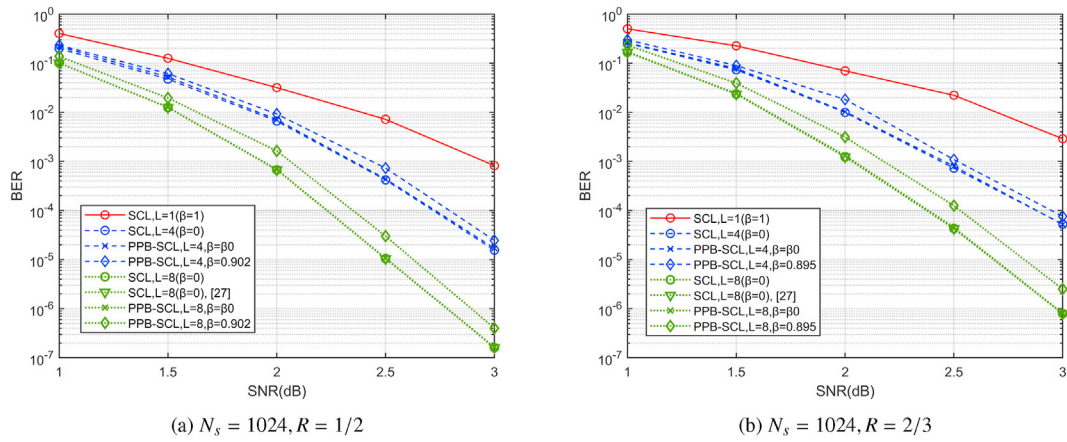 10^0
10^-1
10^-2
10^-3
10^-4
10^-5
10^-6
10^-7
BER
SCL,L=1(β=1)
SCL,L=4(β=0)
PPB-SCL,L=4,β=β0
PPB-SCL,L=4,β=0.902
SCL,L=8(β=0)
SCL,L=8(β=0), [27]
PPB-SCL,L=8,β=β0
PPB-SCL,L=8,β=0.902
1 1.5 2 2.5 3
SNR(dB)
(a) N_s = 1024, R = 1/2
10^0
10^-1
10^-2
10^-3
10^-4
10^-5
10^-6
10^-7
BER
SCL,L=1(β=1)
SCL,L=4(β=0)
PPB-SCL,L=4,β=β0
PPB-SCL,L=4,β=0.895
SCL,L=8(β=0)
SCL,L=8(β=0), [27]
PPB-SCL,L=8,β=β0
PPB-SCL,L=8,β=0.895
1 1.5 2 2.5 3
SNR(dB)
(b) N_s = 1024, R = 2/3